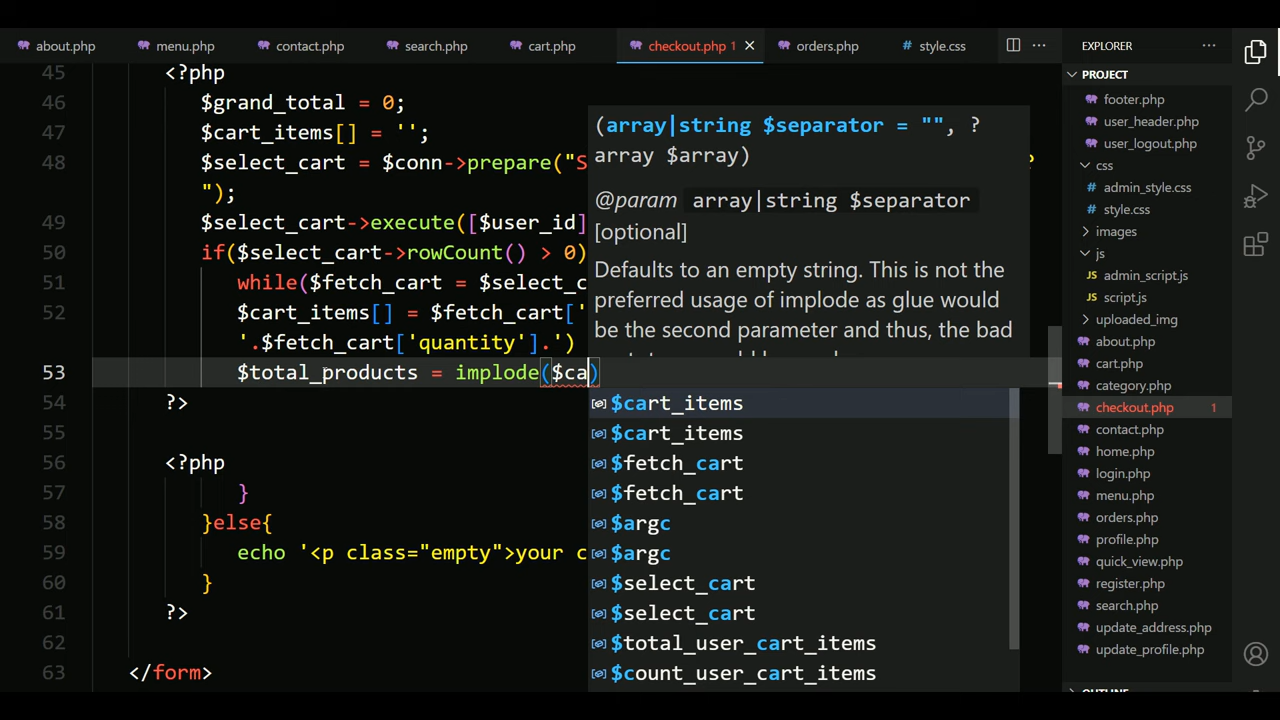 about.php menu.php contact.php search.php cart.php checkout.php 1 orders.php # style.css ··· EXPLORER ···
45 <?php
46 $grand_total = 0;
47 $cart_items[] = '';
48 $select_cart = $conn->prepare("S
");
49 $select_cart->execute([$user_id]
50 if($select_cart->rowCount() > 0)
51 while($fetch_cart = $select_c
52 $cart_items[] = $fetch_cart['
'.$fetch_cart['quantity'].')
53 $total_products = implode($ca)
54 ?>
55
56 <?php
57 }
58 }else{
59 echo '<p class="empty">your c
60 }
61 ?>
62
63 </form>
(array|string $separator = "", ?
array $array)
@param array|string $separator
[optional]
Defaults to an empty string. This is not the
preferred usage of implode as glue would
be the second parameter and thus, the bad
$cart_items
$cart_items
$fetch_cart
$fetch_cart
$argc
$argc
$select_cart
$select_cart
$total_user_cart_items
$count_user_cart_items
PROJECT
footer.php
user_header.php
user_logout.php
css
# admin_style.css
# style.css
images
js
JS admin_script.js
JS script.js
uploaded_img
about.php
cart.php
category.php
checkout.php 1
contact.php
home.php
login.php
menu.php
orders.php
profile.php
quick_view.php
register.php
search.php
update_address.php
update_profile.php
OUTLINE